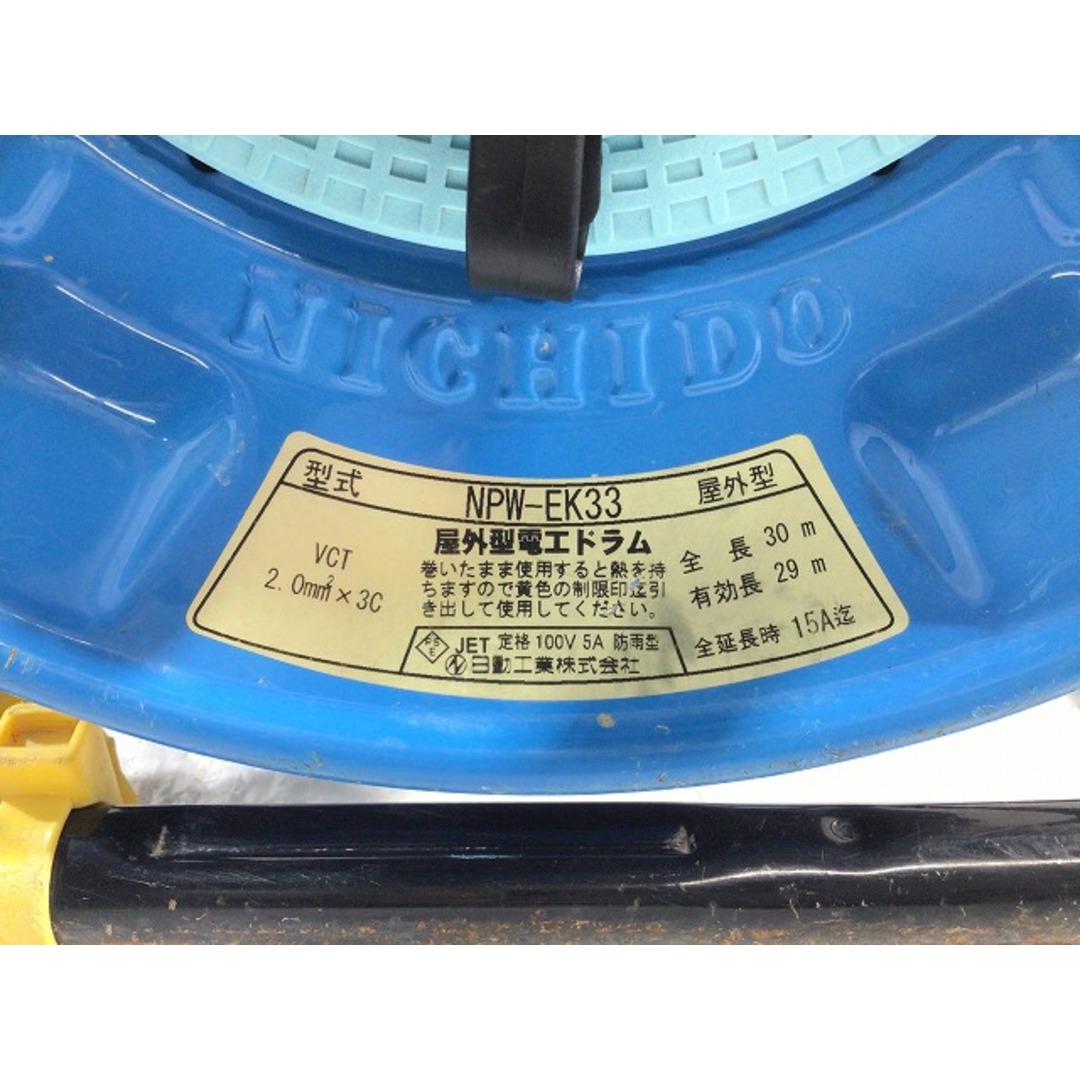 NICHIDO
型式 NPW-EK33 屋外型
屋外型電工ドラム
VCT
2.0mm²×3C
巻いたまま使用すると熱を持
ちますので黄色の制限印迄引
き出して使用してください。
全長 30m
有効長 29m
全延長時 15A迄
PSE JET 定格 100V 5A 防雨型
日動工業株式会社